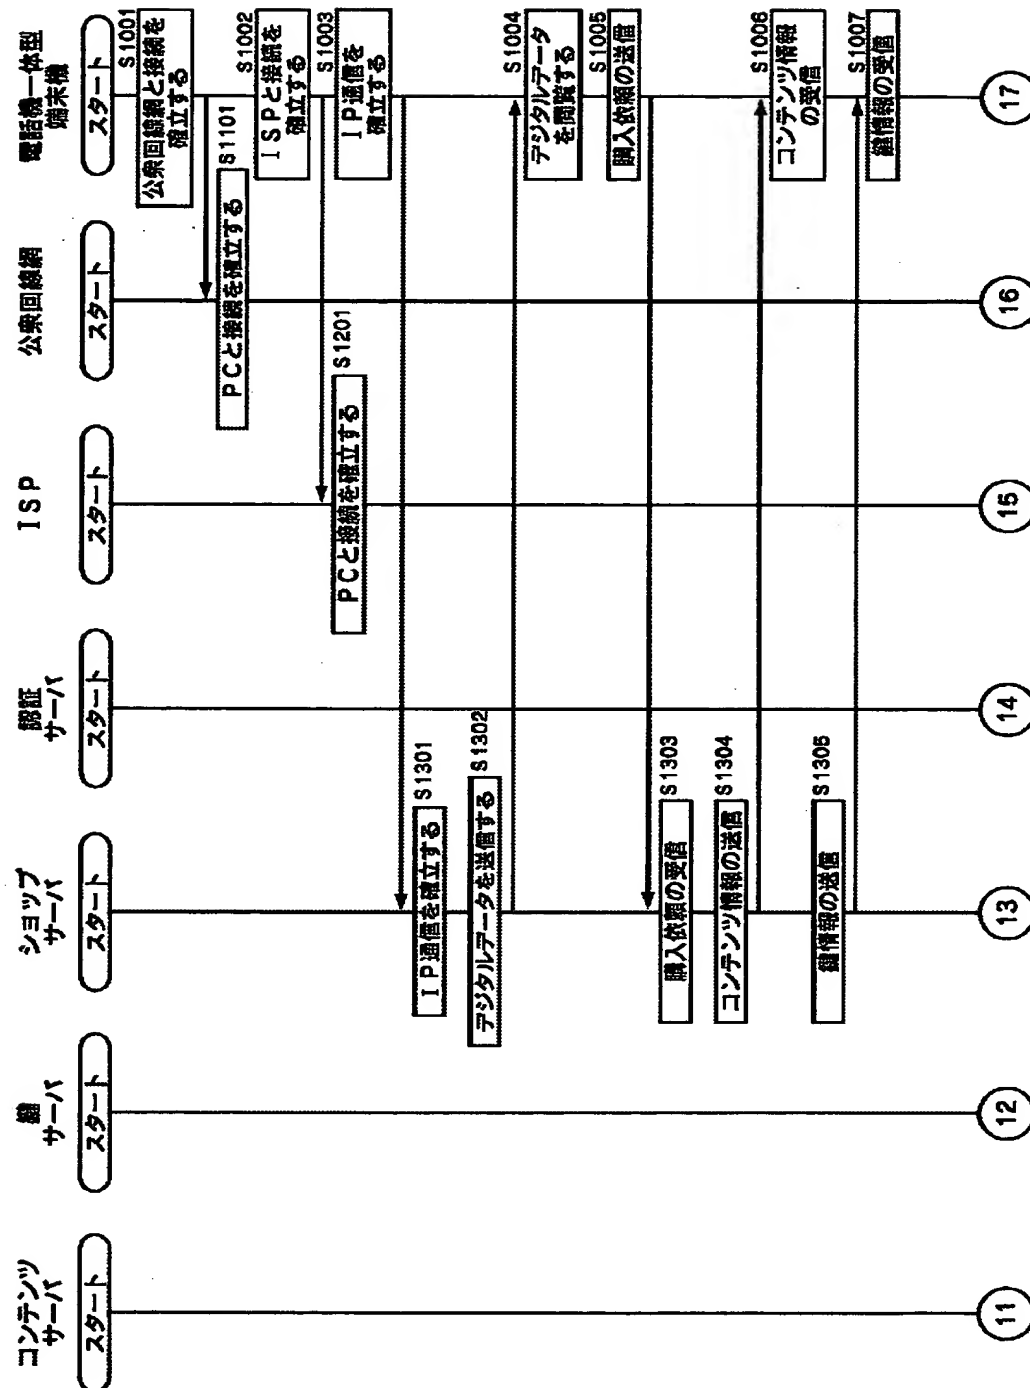 コンテンツ
サーバ
スタート
11
鍵
サーバ
スタート
12
ショップ
サーバ
スタート
IP通信を確立する
S1301
デジタルデータを送信する
S1302
購入依頼の受信
S1303
コンテンツ情報の送信
S1304
鍵情報の送信
S1305
13
認証
サーバ
スタート
14
ISP
スタート
PCと接続を確立する
S1201
15
公衆回線網
スタート
PCと接続を確立する
S1101
16
電話機一体型
端末機
スタート
S1001
公衆回線網と接続を
確立する
S1002
ISPと接続を
確立する
S1003
IP通信を
確立する
S1004
デジタルデータ
を閲覧する
S1005
購入依頼の送信
S1006
コンテンツ情報
の受信
S1007
鍵情報の受信
17